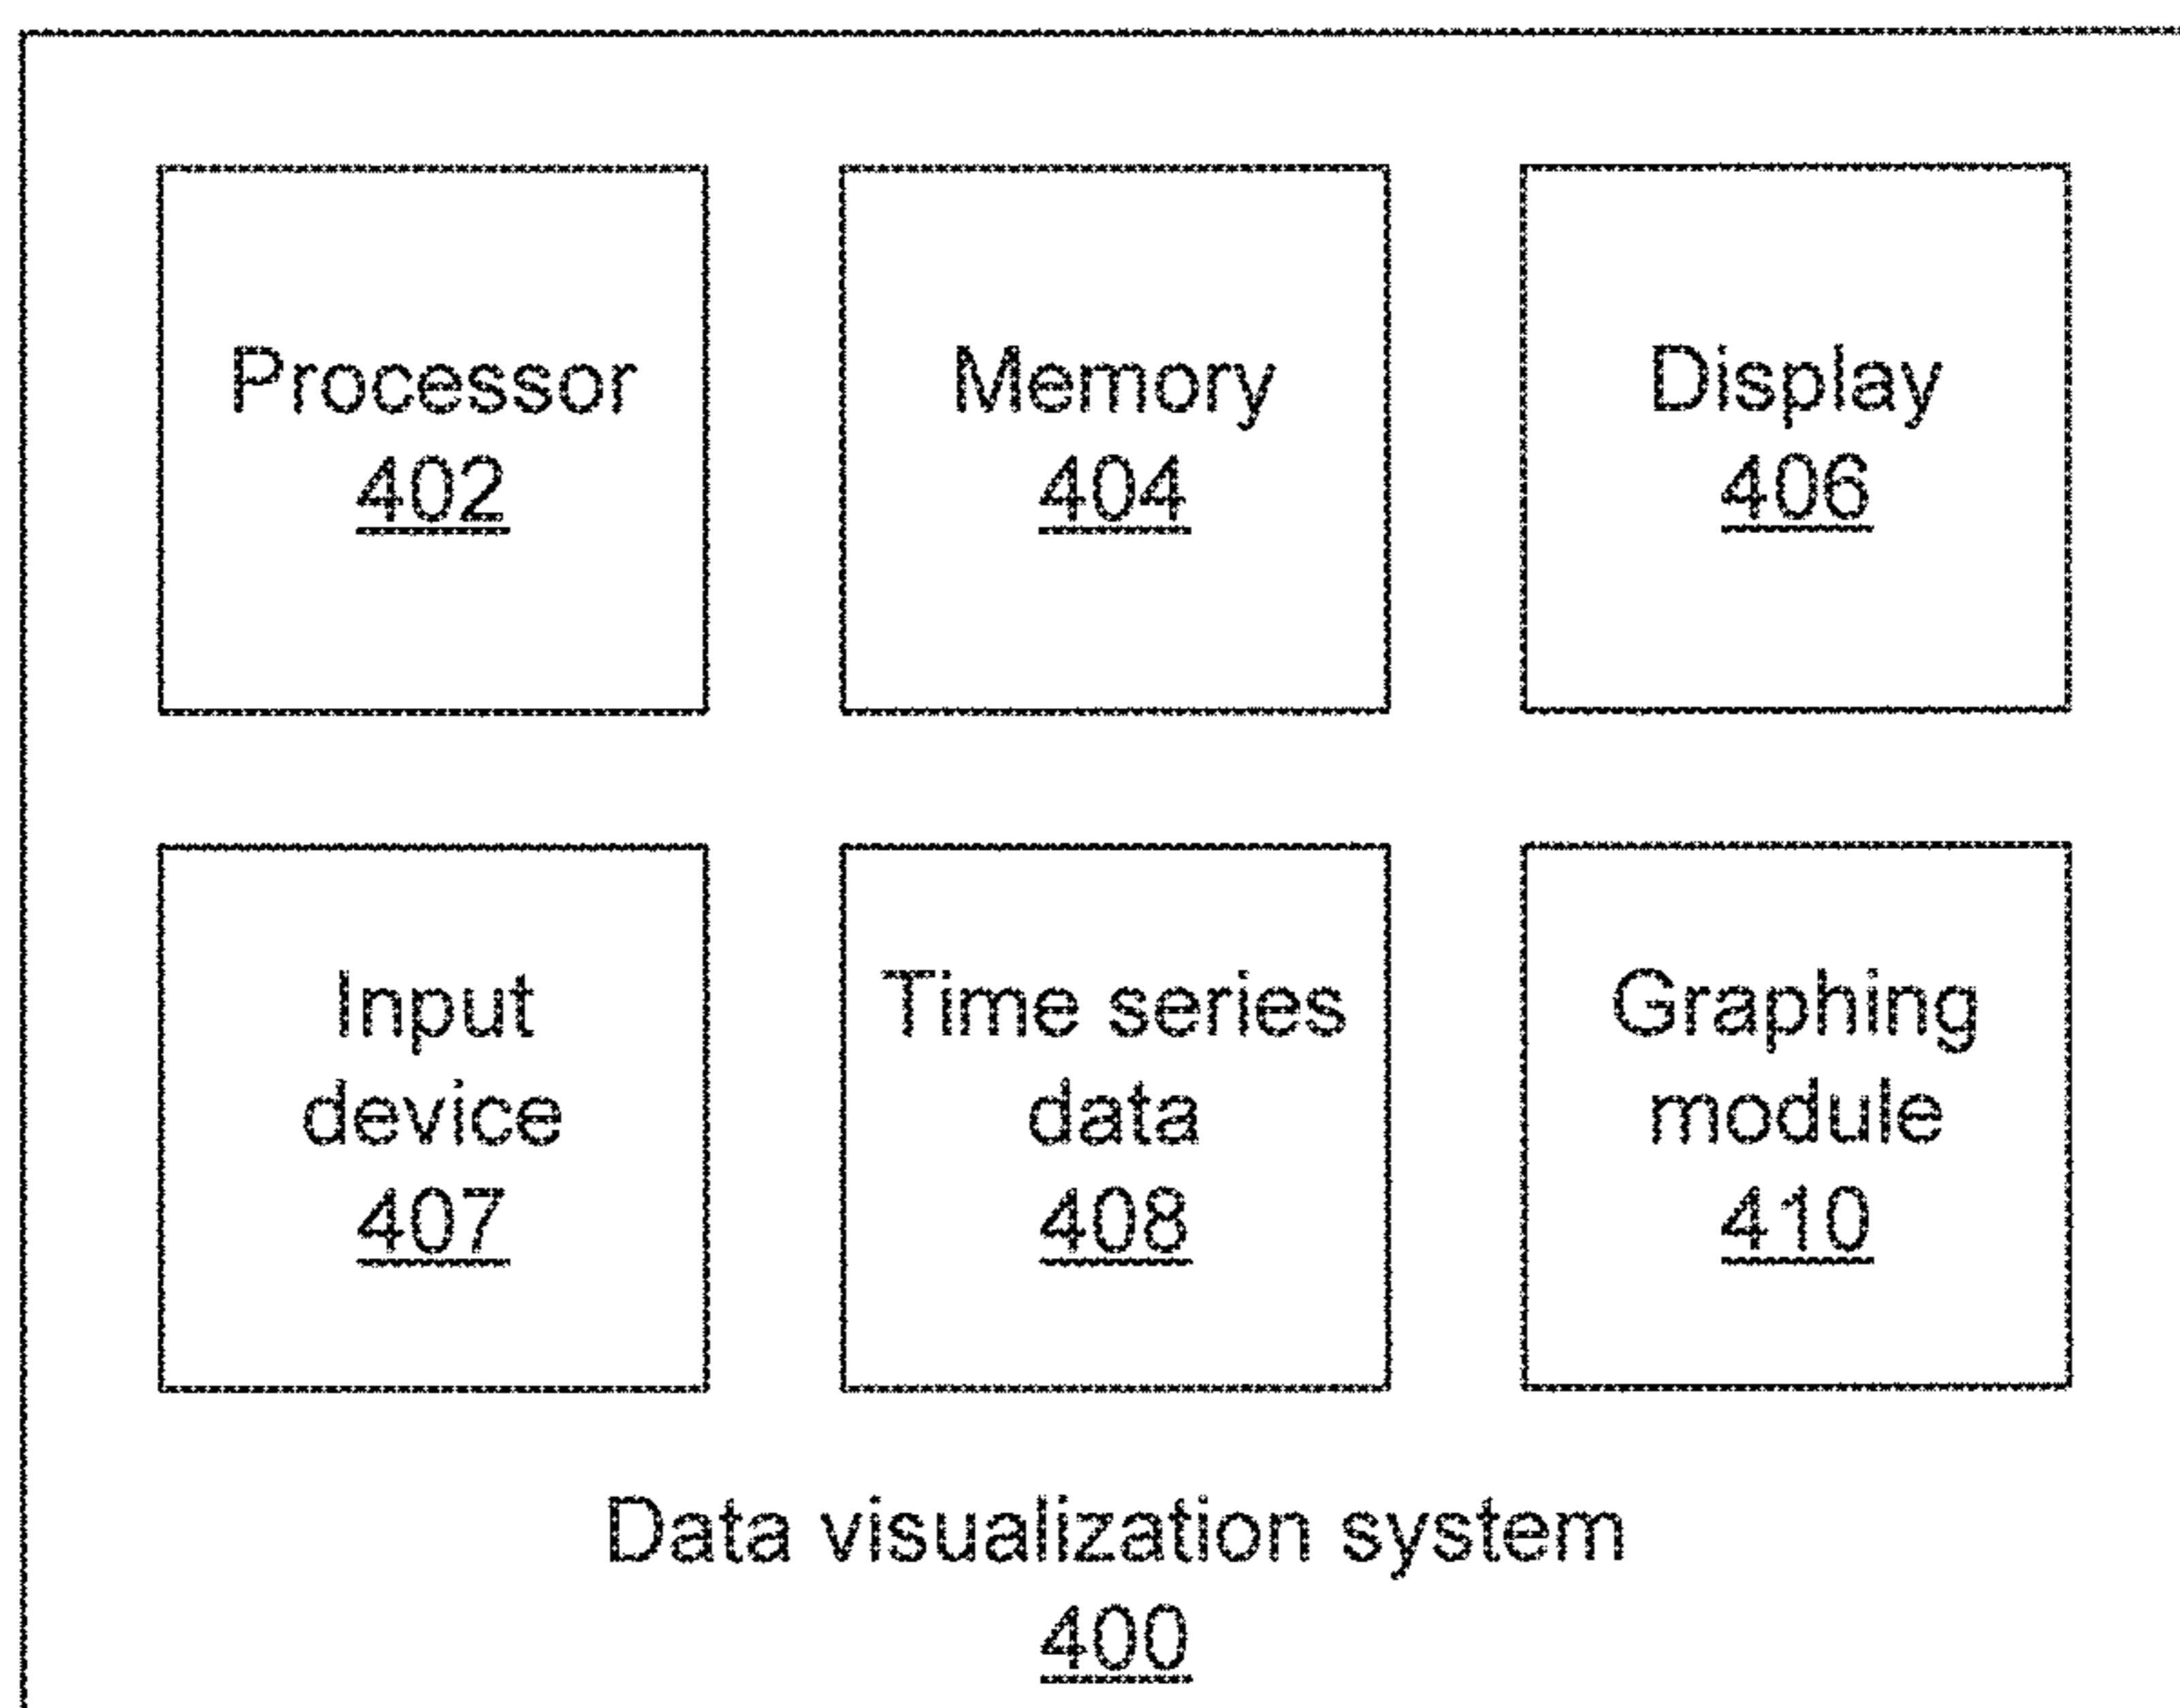 Processor
402
Memory
404
Display
406
Input
device
407
Time series
data
408
Graphing
module
410
Data visualization system
400